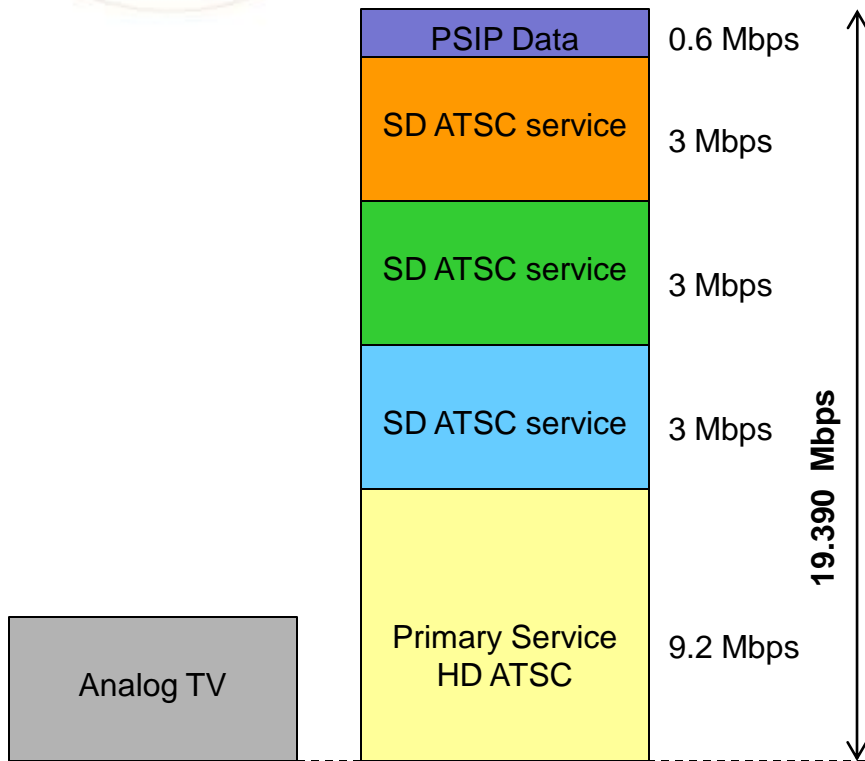 PSIP Data
0.6 Mbps
SD ATSC service
3 Mbps
SD ATSC service
3 Mbps
SD ATSC service
3 Mbps
19.390 Mbps
Primary Service
HD ATSC
9.2 Mbps
Analog TV